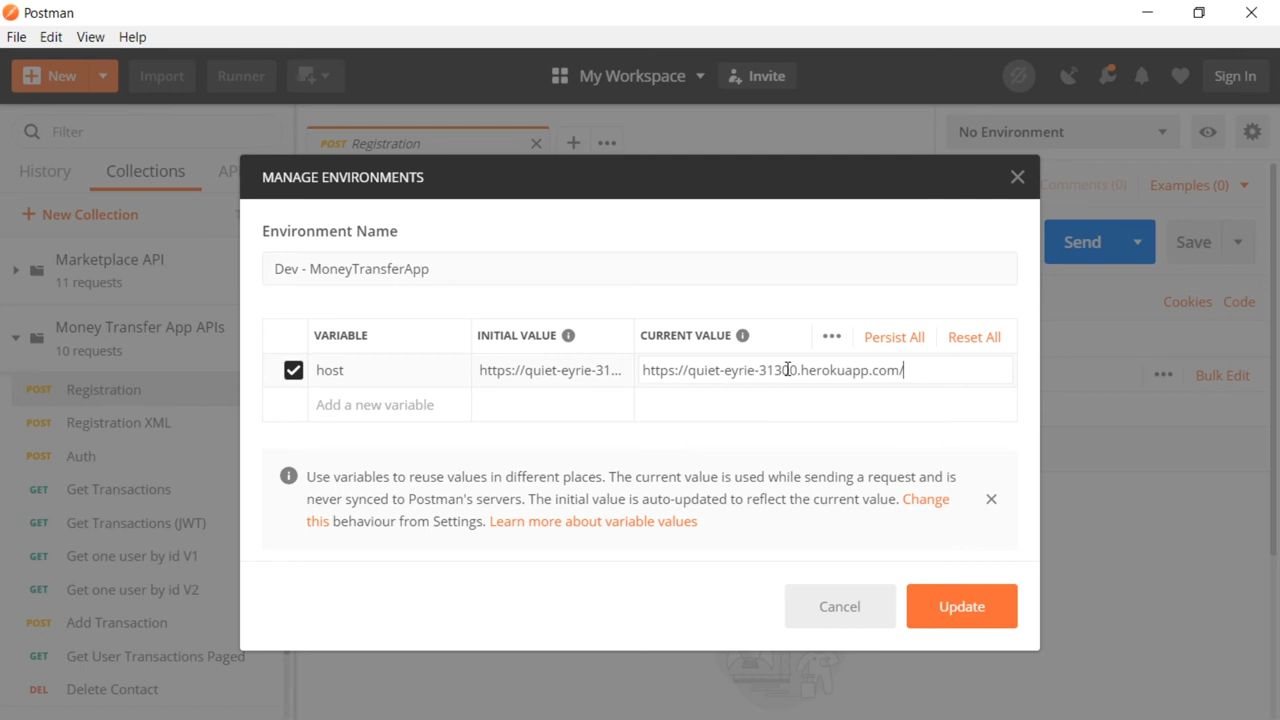 Postman
File Edit View Help
New Import Runner My Workspace Invite Sign In
Filter
No Environment
History Collections AP
POST Registration
Comments (0) Examples (0)
New Collection
Send Save
Cookies Code
Bulk Edit
Marketplace API
11 requests
Money Transfer App APIs
10 requests
POST Registration
POST Registration XML
POST Auth
GET Get Transactions
GET Get Transactions (JWT)
GET Get one user by id V1
GET Get one user by id V2
POST Add Transaction
GET Get User Transactions Paged
DEL Delete Contact
MANAGE ENVIRONMENTS
Environment Name
Dev - MoneyTransferApp
VARIABLE INITIAL VALUE CURRENT VALUE Persist All Reset All
host https://quiet-eyrie-31... https://quiet-eyrie-31300.herokuapp.com/
Add a new variable
Use variables to reuse values in different places. The current value is used while sending a request and is
never synced to Postman's servers. The initial value is auto-updated to reflect the current value. Change
this behaviour from Settings. Learn more about variable values
Cancel Update